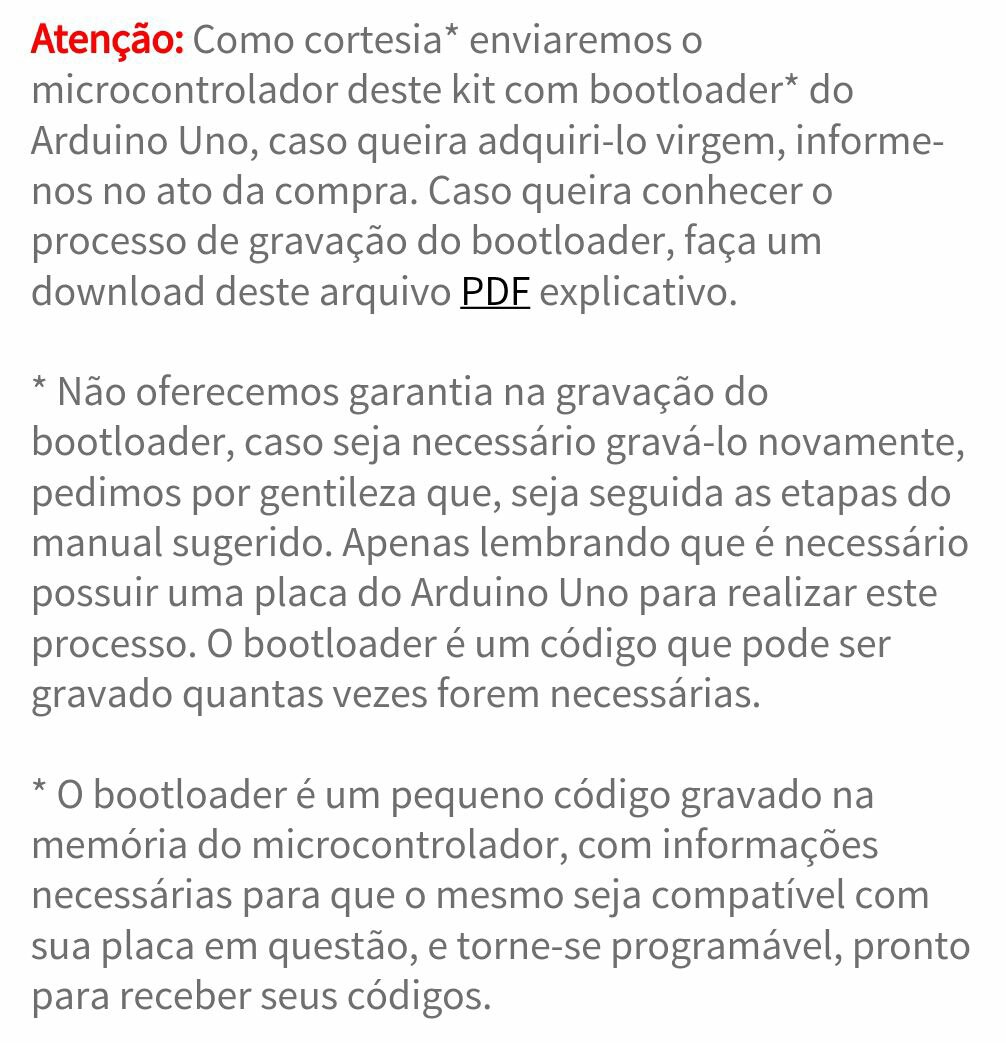 Atenção: Como cortesia* enviaremos o
microcontrolador deste kit com bootloader* do
Arduino Uno, caso queira adquiri-lo virgem, informe-
nos no ato da compra. Caso queira conhecer o
processo de gravação do bootloader, faça um
download deste arquivo PDF explicativo.
* Não oferecemos garantia na gravação do
bootloader, caso seja necessário gravá-lo novamente,
pedimos por gentileza que, seja seguida as etapas do
manual sugerido. Apenas lembrando que é necessário
possuir uma placa do Arduino Uno para realizar este
processo. O bootloader é um código que pode ser
gravado quantas vezes forem necessárias.
* O bootloader é um pequeno código gravado na
memória do microcontrolador, com informações
necessárias para que o mesmo seja compatível com
sua placa em questão, e torne-se programável, pronto
para receber seus códigos.